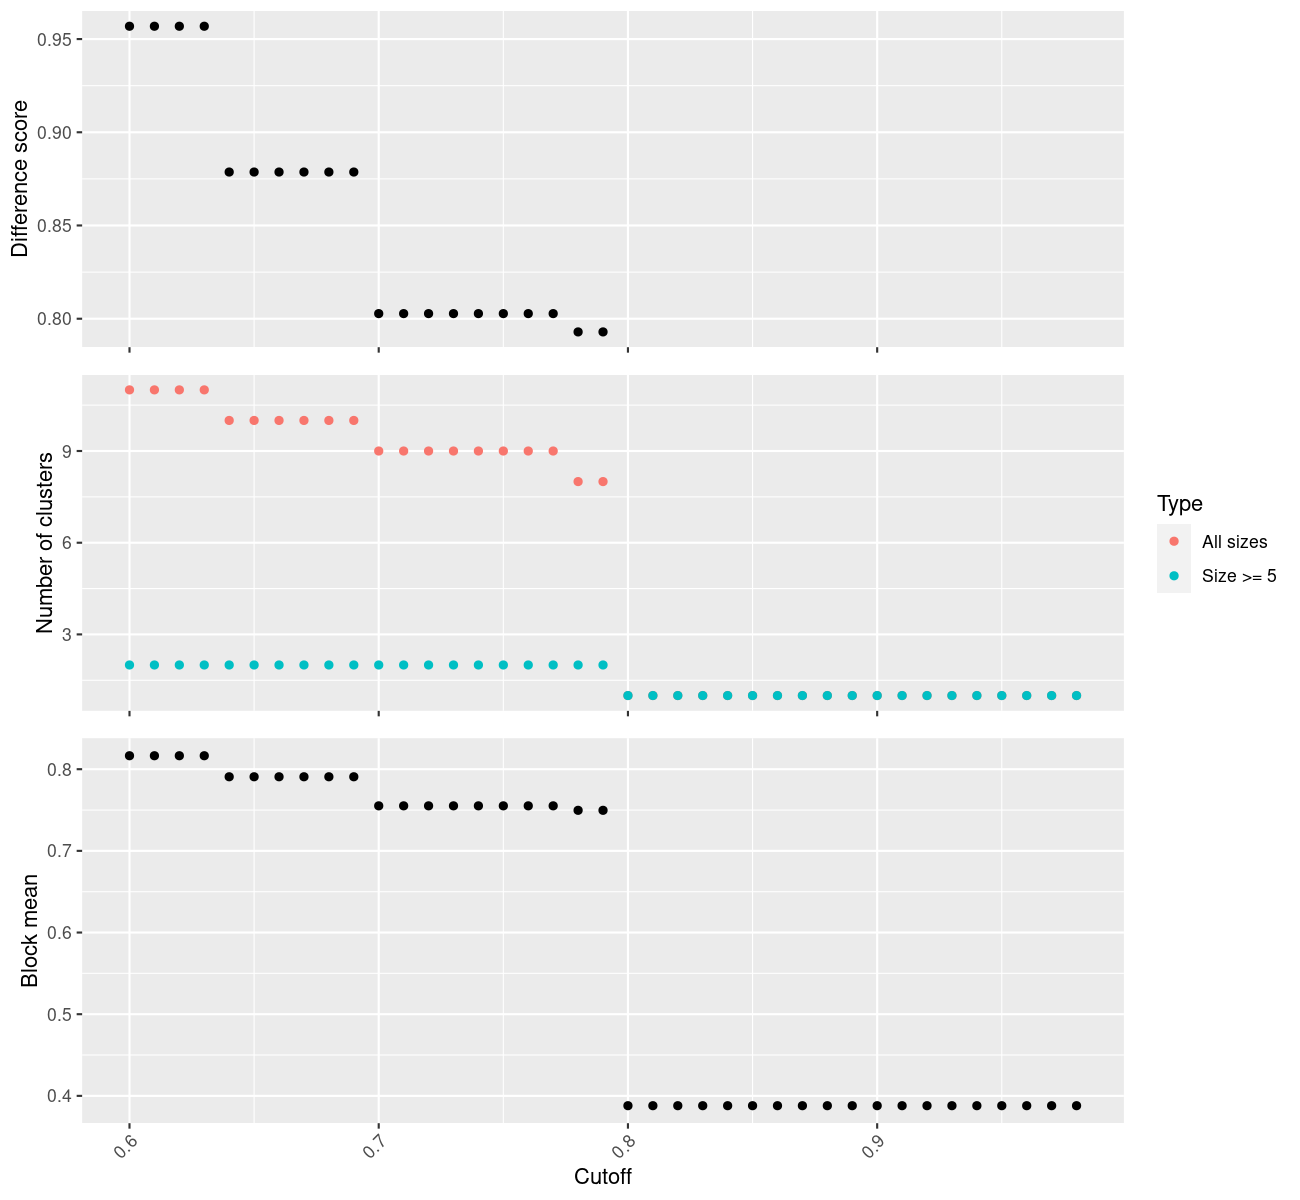 Difference score
0.95
0.90
0.85
0.80
Number of clusters
9
6
3
Type
All sizes
Size >= 5
Block mean
0.8
0.7
0.6
0.5
0.4
0.6 0.7 0.8 0.9
Cutoff